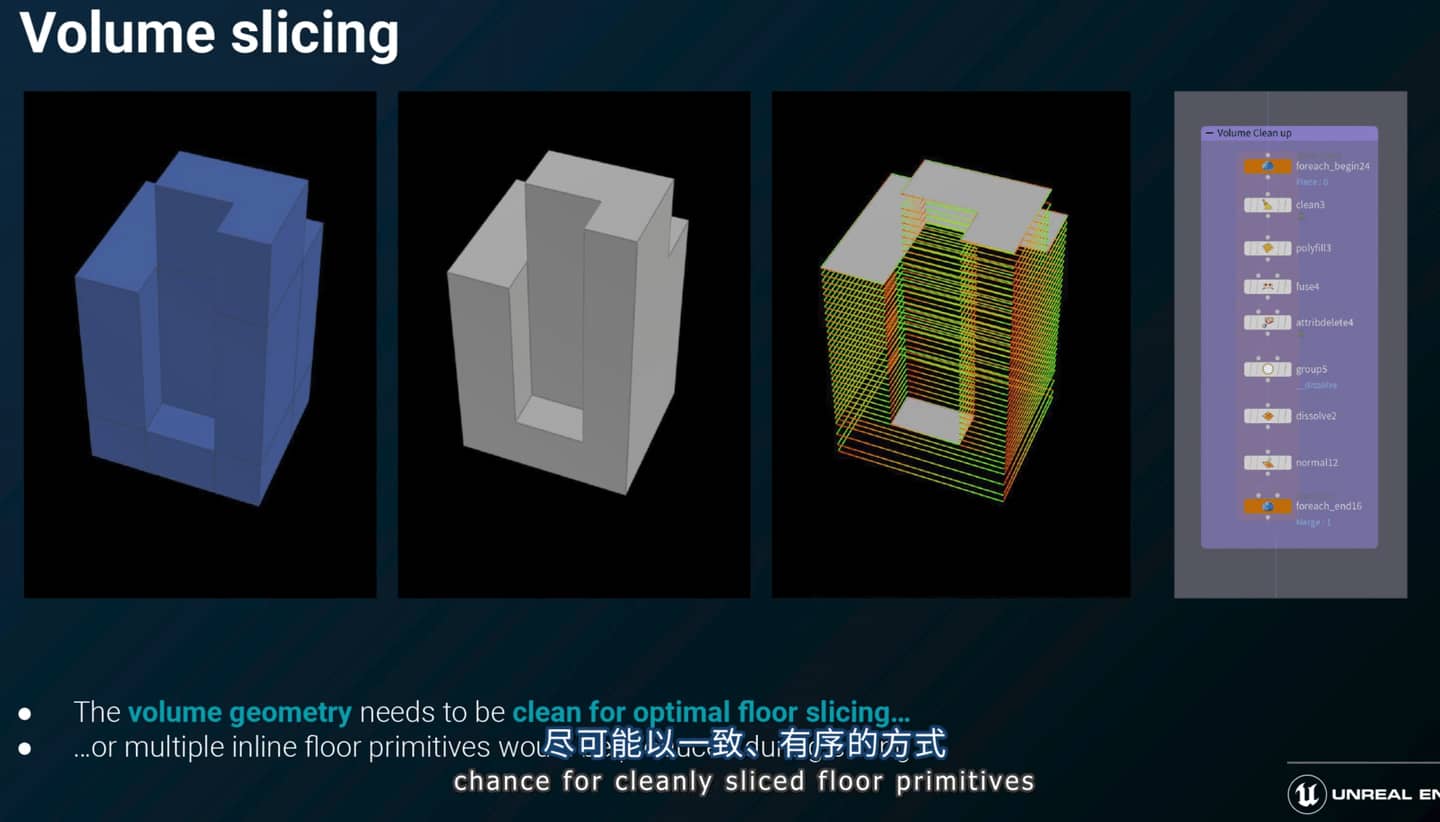 Volume slicing
Volume Clean up
foreach_begin24
Piece : 0
clean3
polyfill3
fuse4
attribdelete4
group5
__dissolve
dissolve2
normal12
foreach_end16
Merge : 1
The volume geometry needs to be clean for optimal floor slicing…
…or multiple inline floor primitives
尽可能以一致、有序的方式
chance for cleanly sliced floor primitives
UNREAL EN